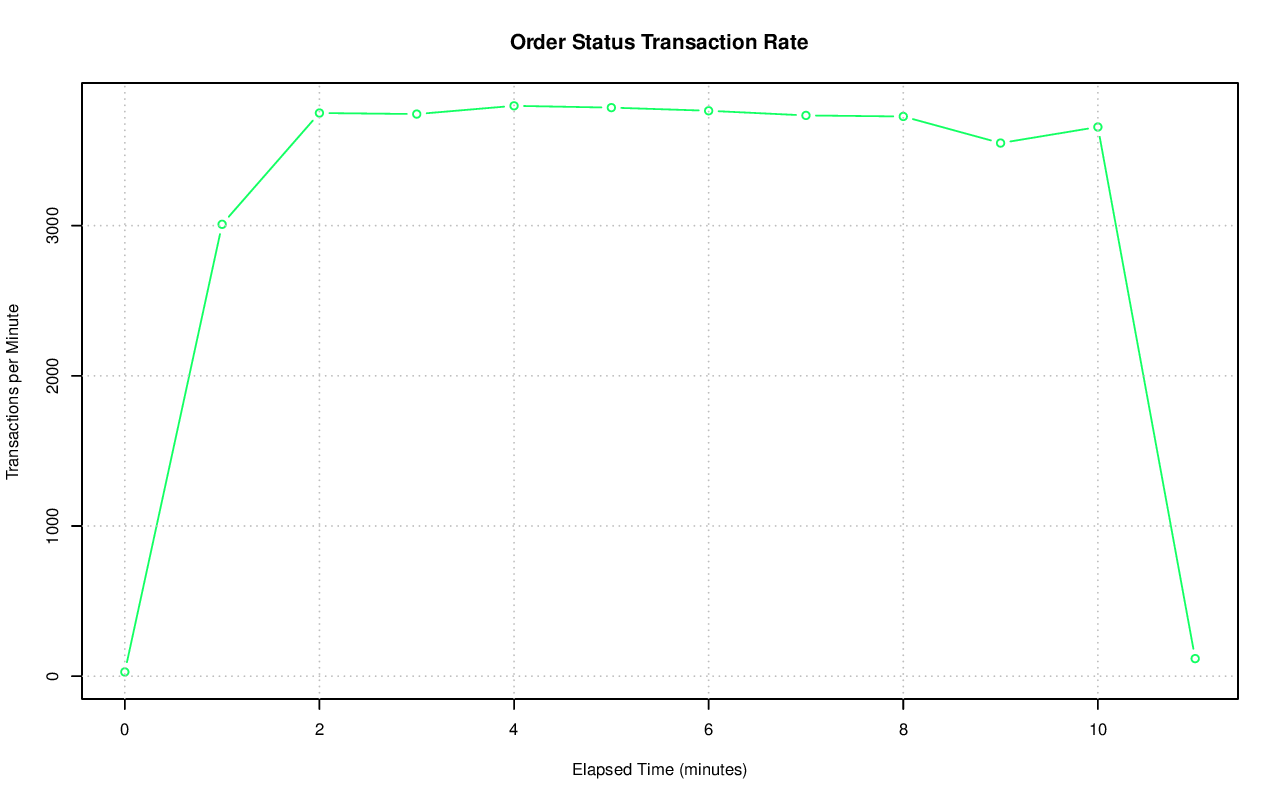 Order Status Transaction Rate
Transactions per Minute
3000
2000
1000
0
0 2 4 6 8 10
Elapsed Time (minutes)